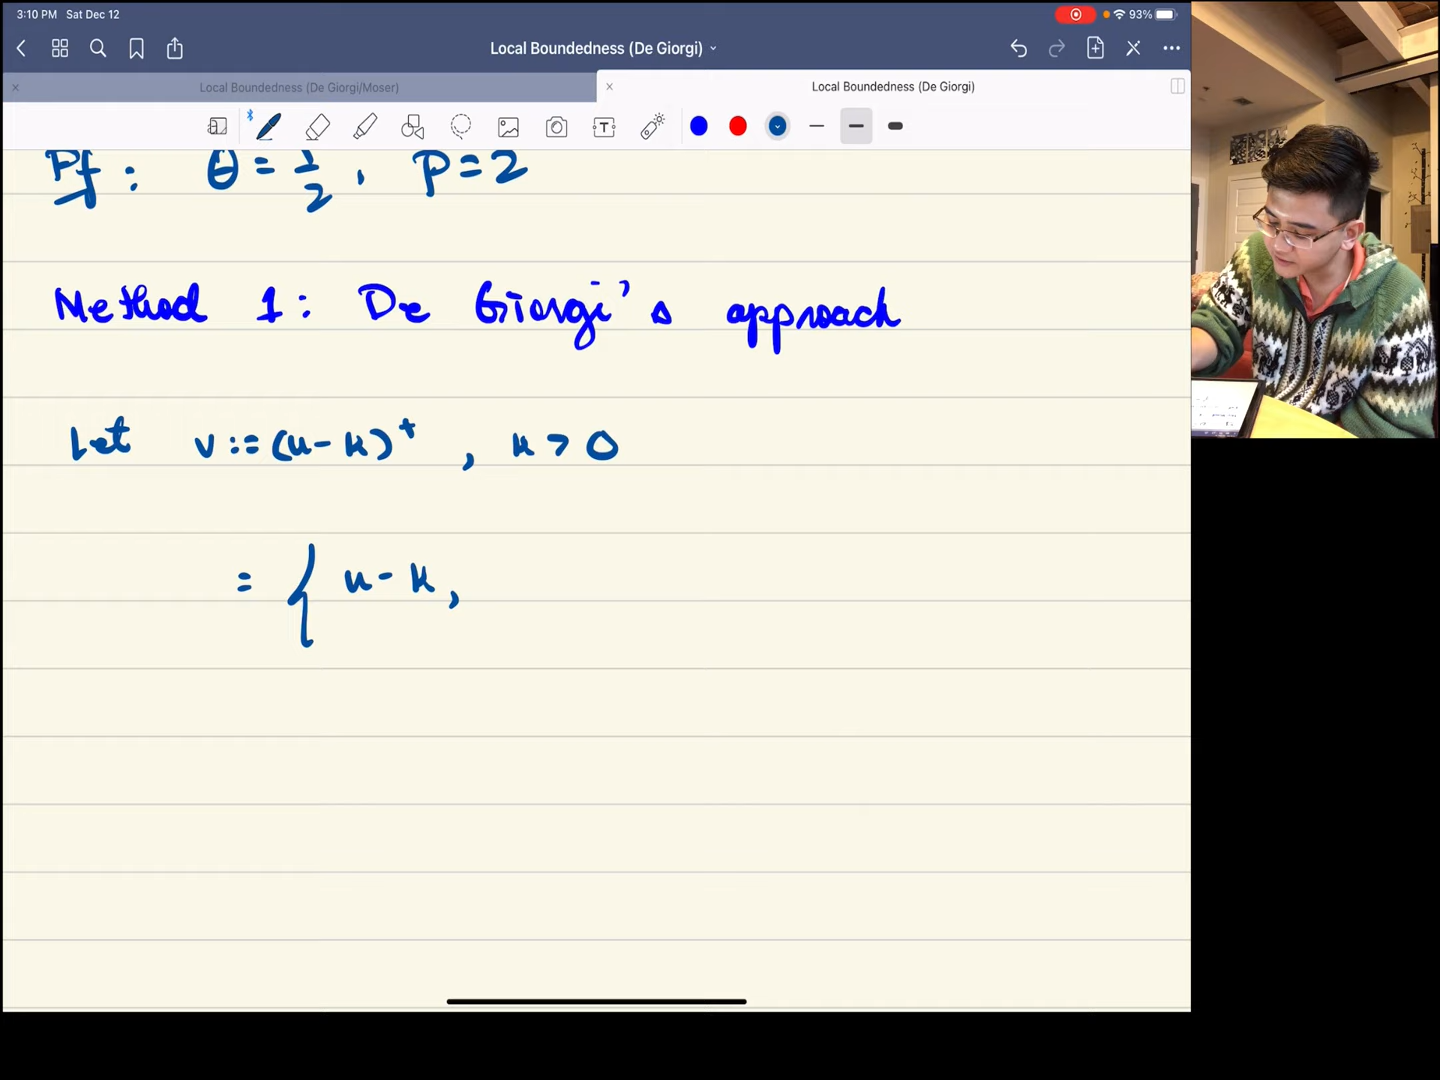 3:10 PM Sat Dec 12
93%
Local Boundedness (De Giorgi)
Local Boundedness (De Giorgi/Moser)
Local Boundedness (De Giorgi)
Pf: θ = 1/2, p = 2
Method 1: De Giorgi's approach
Let v := (u - k)⁺, k > 0
= { u - k,